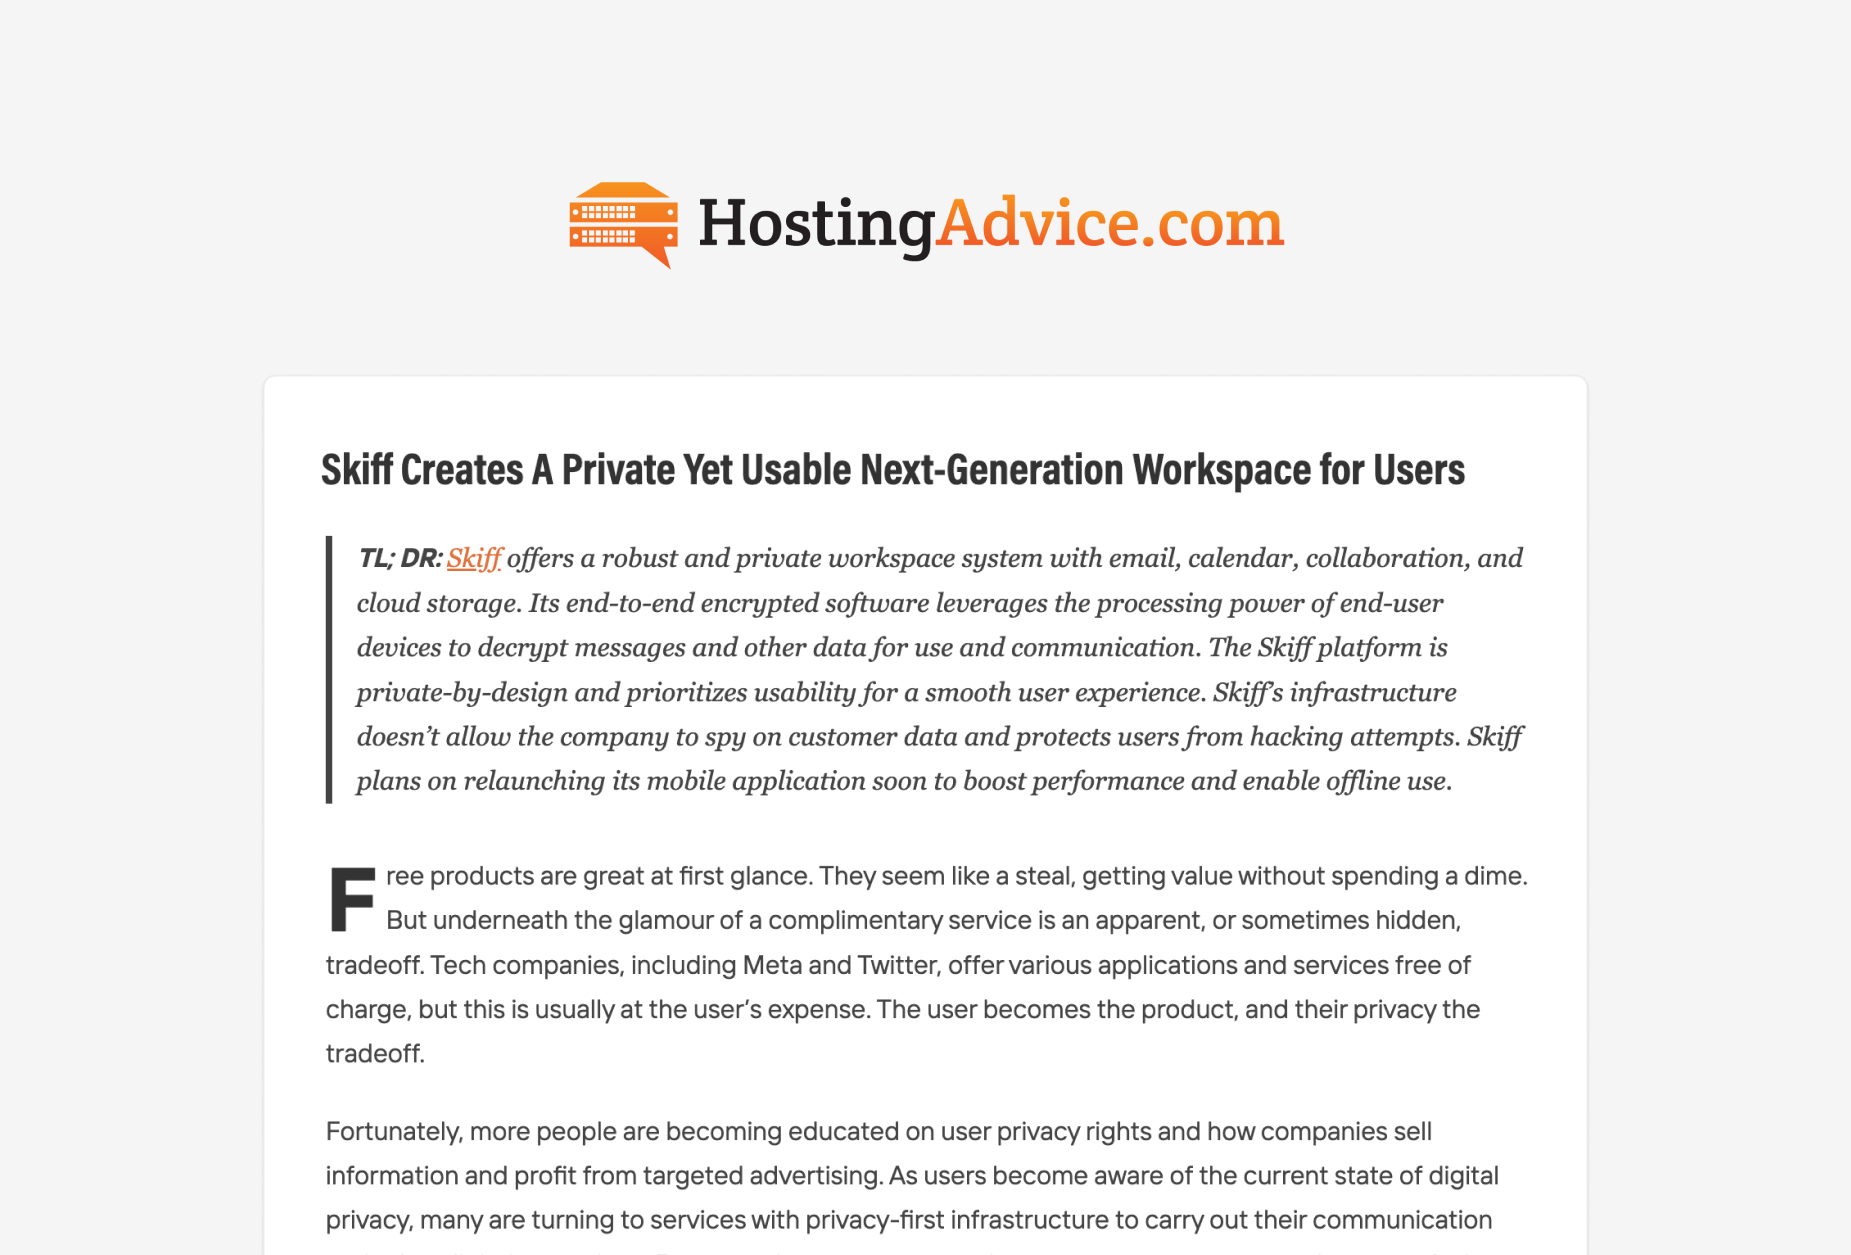 HostingAdvice.com
Skiff Creates A Private Yet Usable Next-Generation Workspace for Users
TL; DR: Skiff offers a robust and private workspace system with email, calendar, collaboration, and
cloud storage. Its end-to-end encrypted software leverages the processing power of end-user
devices to decrypt messages and other data for use and communication. The Skiff platform is
private-by-design and prioritizes usability for a smooth user experience. Skiff’s infrastructure
doesn’t allow the company to spy on customer data and protects users from hacking attempts. Skiff
plans on relaunching its mobile application soon to boost performance and enable offline use.
Free products are great at first glance. They seem like a steal, getting value without spending a dime.
But underneath the glamour of a complimentary service is an apparent, or sometimes hidden,
tradeoff. Tech companies, including Meta and Twitter, offer various applications and services free of
charge, but this is usually at the user’s expense. The user becomes the product, and their privacy the
tradeoff.
Fortunately, more people are becoming educated on user privacy rights and how companies sell
information and profit from targeted advertising. As users become aware of the current state of digital
privacy, many are turning to services with privacy-first infrastructure to carry out their communication